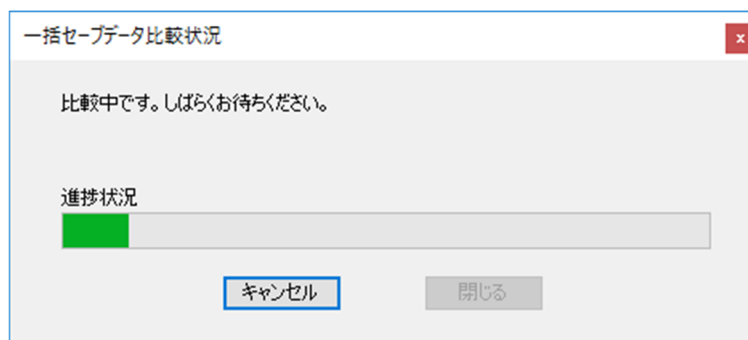 一括セーブデータ比較状況
比較中です。しばらくお待ちください。
進捗状況
キャンセル
閉じる